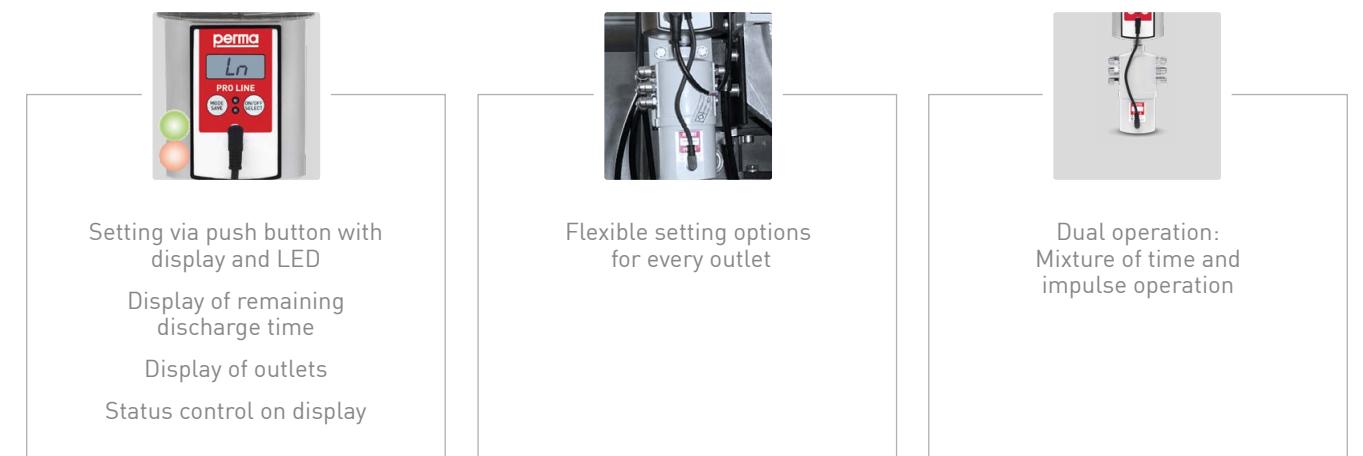 perma
Ln
PRO LINE
MODE
SAVE
ON/OFF
SELECT
Setting via push button with
display and LED
Display of remaining
discharge time
Display of outlets
Status control on display
Flexible setting options
for every outlet
Dual operation:
Mixture of time and
impulse operation